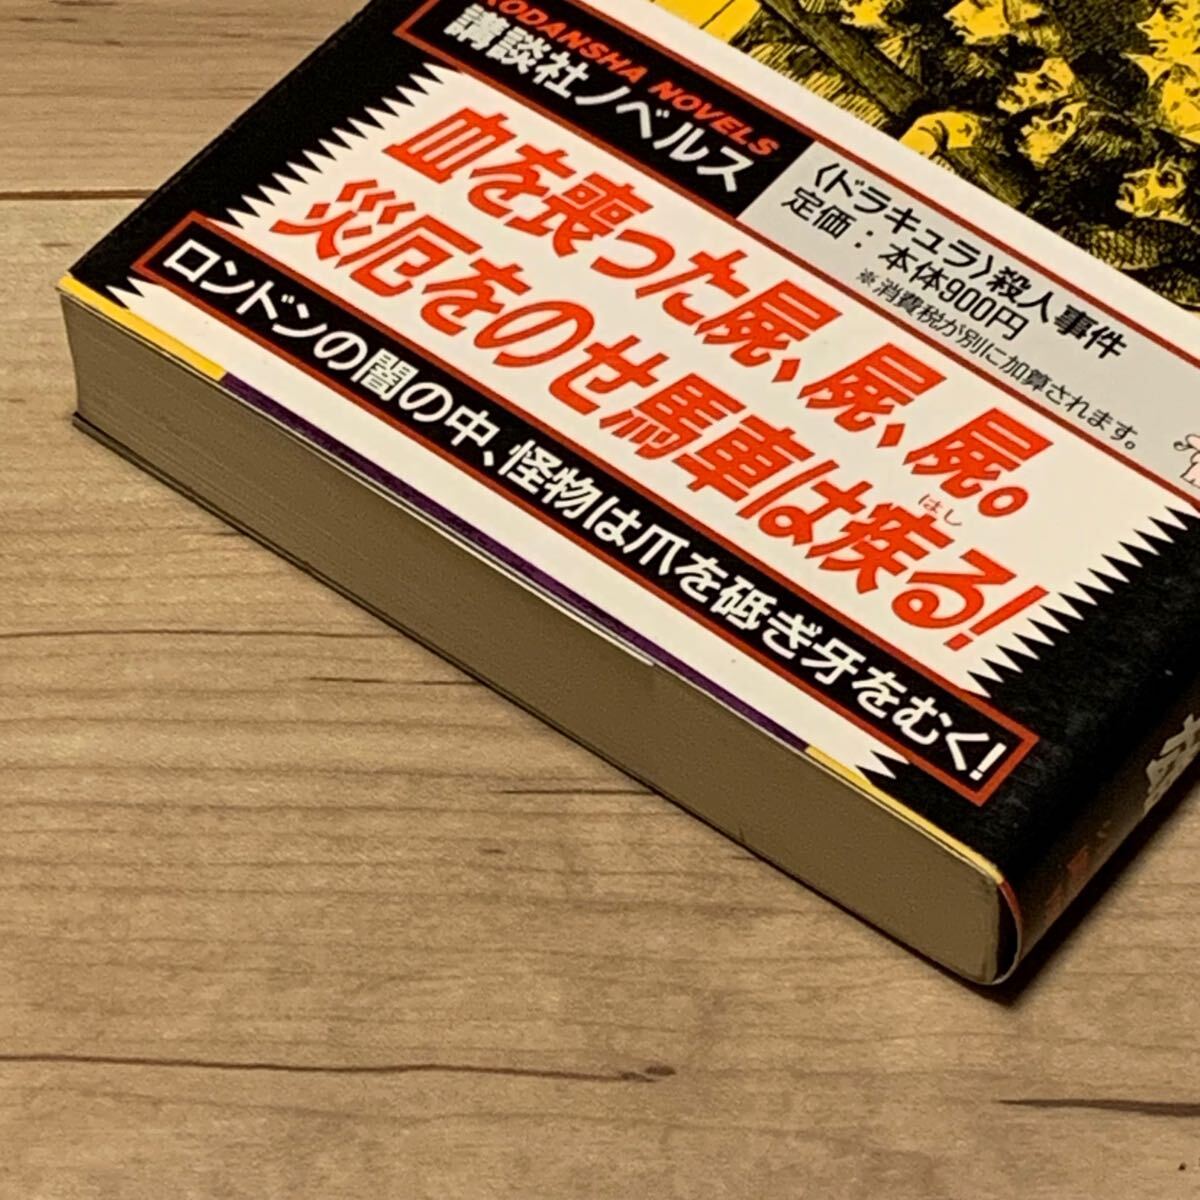 KODANSHA NOVELS
講談社ノベルス
〈ドラキュラ〉殺人事件
定価：本体900円
※消費税が別に加算されます。
血を喪った屍、屍、屍。
災厄をのせ馬車は疾る!
はし
ロンドンの闇の中、怪物は爪を砥ぎ牙をむく!